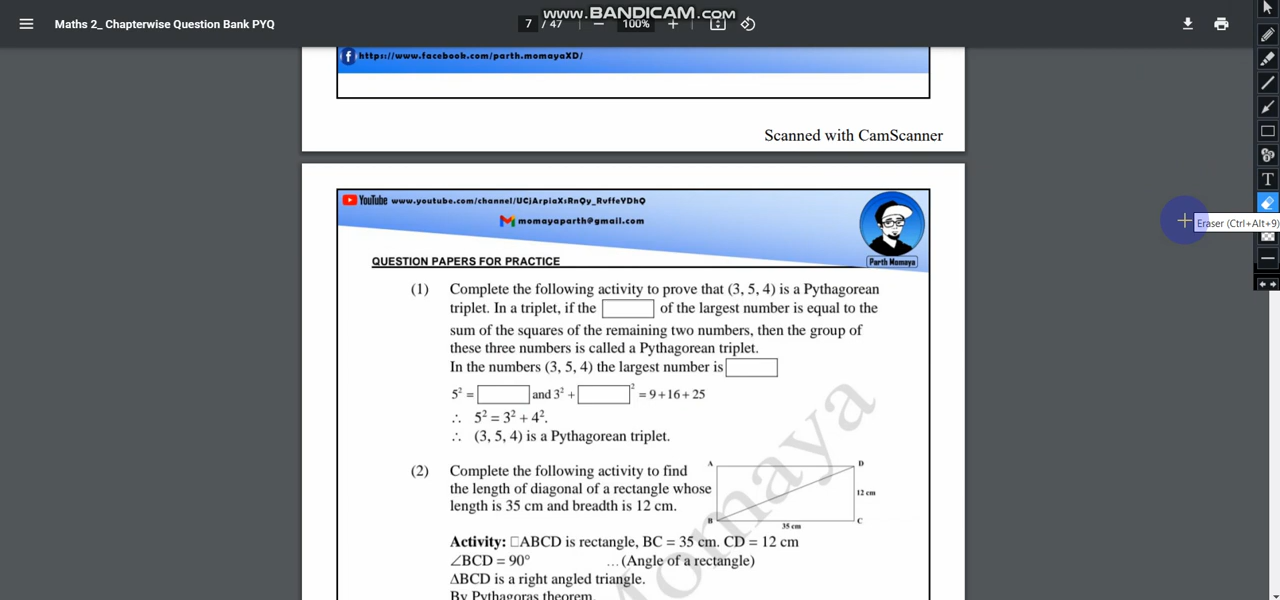 www.BANDICAM.com
Maths 2_ Chapterwise Question Bank PYQ
7 / 47
100%
https://www.facebook.com/parth.momayaXD/
Scanned with CamScanner
YouTube www.youtube.com/channel/UCjArpiaXsRnQy_RvffeYDhQ
momayaparth@gmail.com
Parth Momaya
QUESTION PAPERS FOR PRACTICE
Eraser (Ctrl+Alt+9)
(1) Complete the following activity to prove that (3, 5, 4) is a Pythagorean
triplet. In a triplet, if the of the largest number is equal to the
sum of the squares of the remaining two numbers, then the group of
these three numbers is called a Pythagorean triplet.
In the numbers (3, 5, 4) the largest number is
5² = and 3² + ² = 9 + 16 + 25
∴ 5² = 3² + 4².
∴ (3, 5, 4) is a Pythagorean triplet.
(2) Complete the following activity to find
the length of diagonal of a rectangle whose
length is 35 cm and breadth is 12 cm.
A
D
12 cm
B
35 cm
C
Activity: □ABCD is rectangle, BC = 35 cm. CD = 12 cm
∠BCD = 90° …(Angle of a rectangle)
ΔBCD is a right angled triangle.
By Pythagoras theorem,
Momaya